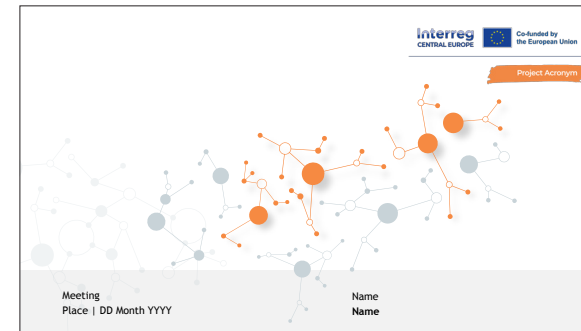 Interreg
CENTRAL EUROPE
Co-funded by
the European Union
Project Acronym
Meeting
Place | DD Month YYYY
Name
Name